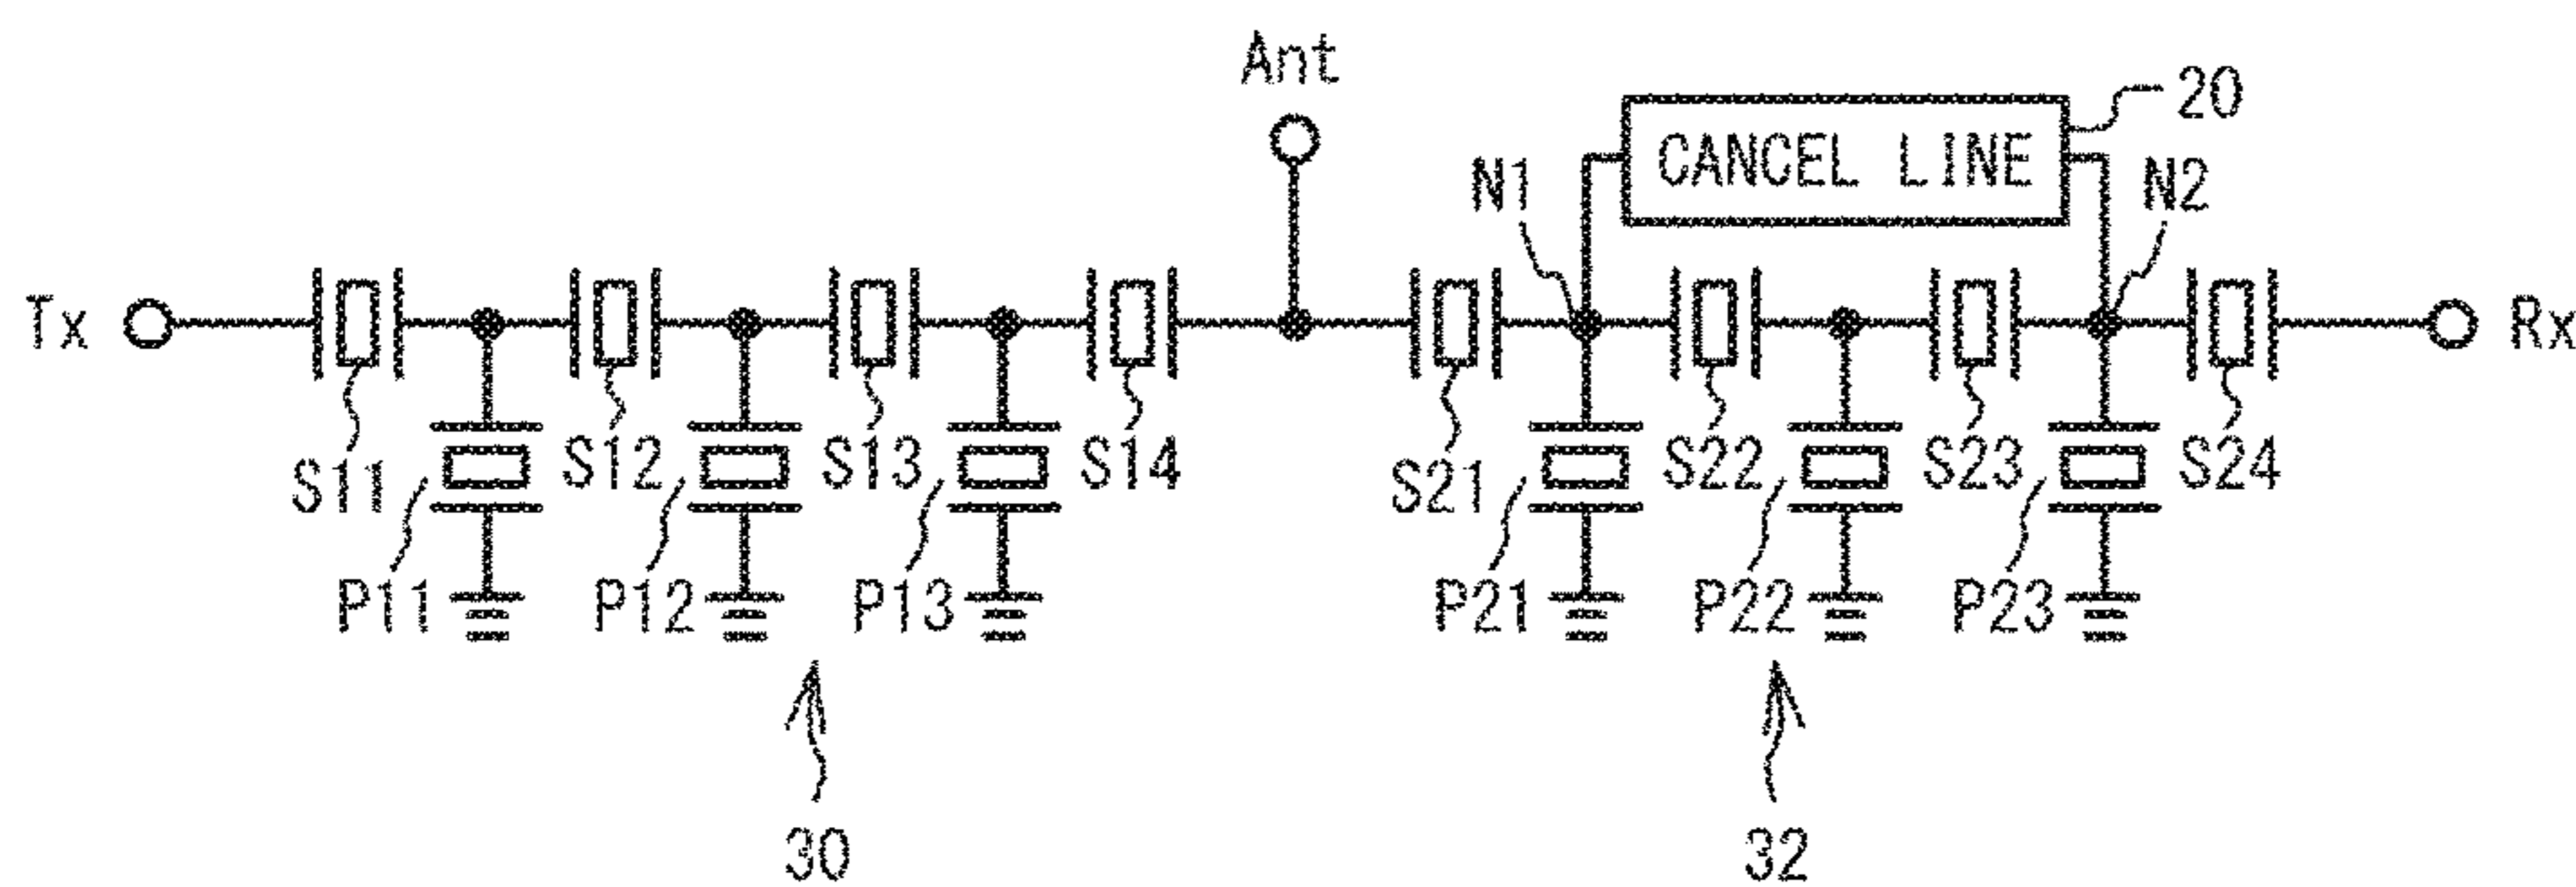 Ant
20
CANCEL LINE
N1
N2
Tx
Rx
S11
S12
S13
S14
S21
S22
S23
S24
P11
P12
P13
P21
P22
P23
30
32